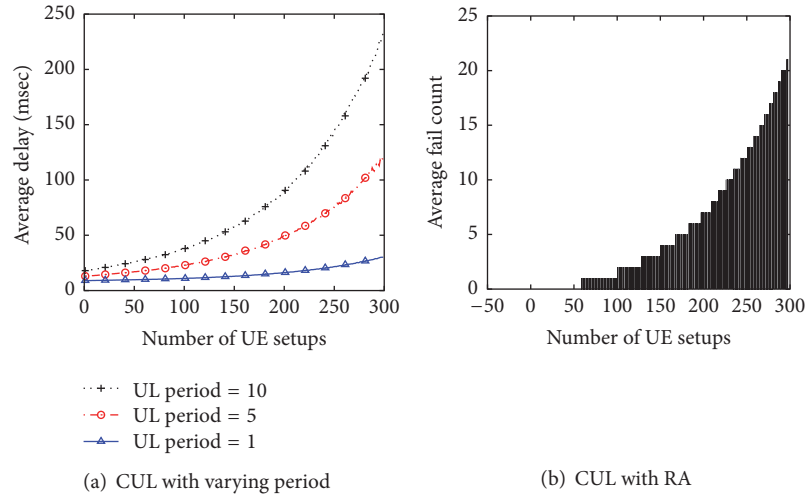 250
200
150
100
50
0
Average delay (msec)
0 50 100 150 200 250 300
Number of UE setups
UL period = 10
UL period = 5
UL period = 1
(a) CUL with varying period
25
20
15
10
5
0
Average fail count
−50 0 50 100 150 200 250 300
Number of UE setups
(b) CUL with RA